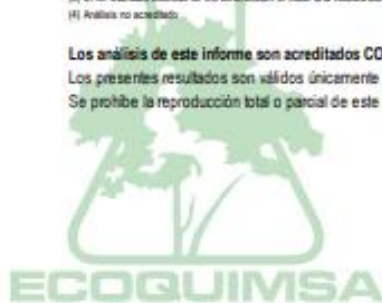 (4) Análisis no acreditado
Los análisis de este informe son acreditados CO
Los presentes resultados son válidos únicamente
Se prohíbe la reproducción total o parcial de este
ECOQUIMSA